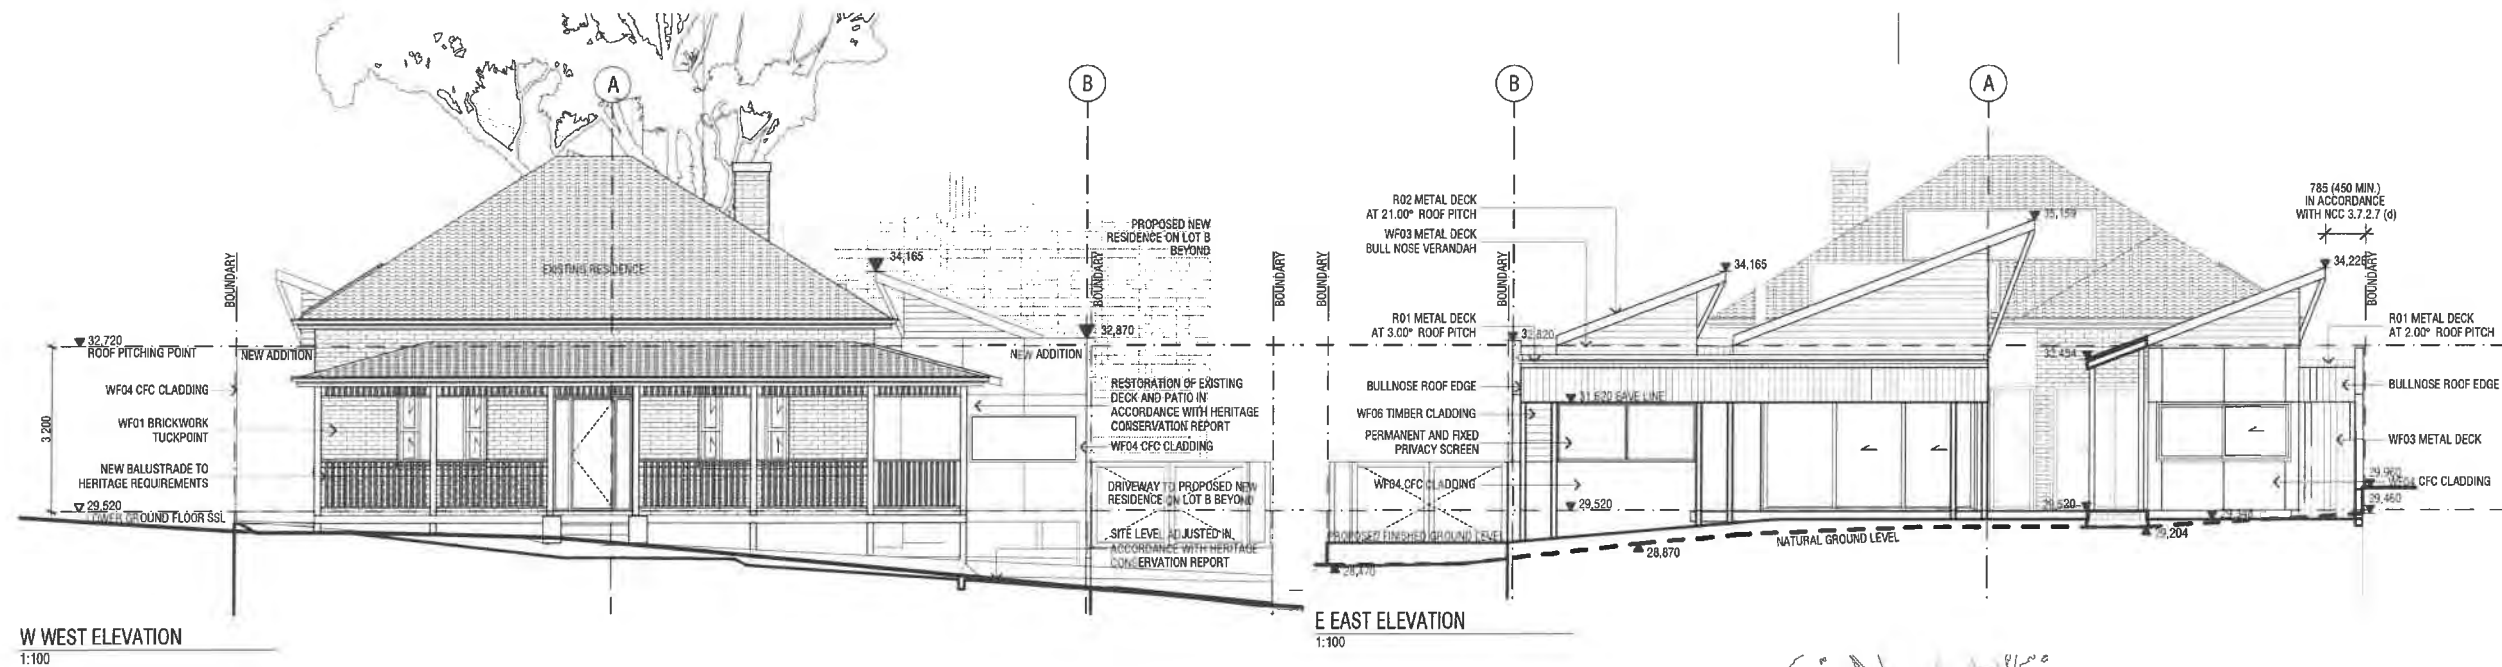 A
B
PROPOSED NEW
RESIDENCE ON LOT B
BEYOND
34,165
EXISTING RESIDENCE
BOUNDARY
BOUNDARY
BOUNDARY
32,870
32,720
ROOF PITCHING POINT
NEW ADDITION
NEW ADDITION
WF04 CFC CLADDING
WF01 BRICKWORK
TUCKPOINT
3,200
NEW BALUSTRADE TO
HERITAGE REQUIREMENTS
29,520
LOWER GROUND FLOOR SSL
RESTORATION OF EXISTING
DECK AND PATIO IN
ACCORDANCE WITH HERITAGE
CONSERVATION REPORT
WF04 CFC CLADDING
DRIVEWAY TO PROPOSED NEW
RESIDENCE ON LOT B BEYOND
SITE LEVEL ADJUSTED IN
ACCORDANCE WITH HERITAGE
CONSERVATION REPORT
W WEST ELEVATION
1:100
B
A
R02 METAL DECK
AT 21.00° ROOF PITCH
WF03 METAL DECK
BULL NOSE VERANDAH
BOUNDARY
BOUNDARY
34,165
35,159
785 (450 MIN.)
IN ACCORDANCE
WITH NCC 3.7.2.7 (d)
BOUNDARY
R01 METAL DECK
AT 3.00° ROOF PITCH
R01 METAL DECK
AT 2.00° ROOF PITCH
BULLNOSE ROOF EDGE
31,620 EAVE LINE
BULLNOSE ROOF EDGE
WF06 TIMBER CLADDING
PERMANENT AND FIXED
PRIVACY SCREEN
WF03 METAL DECK
WF04 CFC CLADDING
29,520
29,520
29,960
WF04 CFC CLADDING
29,460
PROPOSED FINISHED GROUND LEVEL
NATURAL GROUND LEVEL
29,204
28,870
28,470
E EAST ELEVATION
1:100